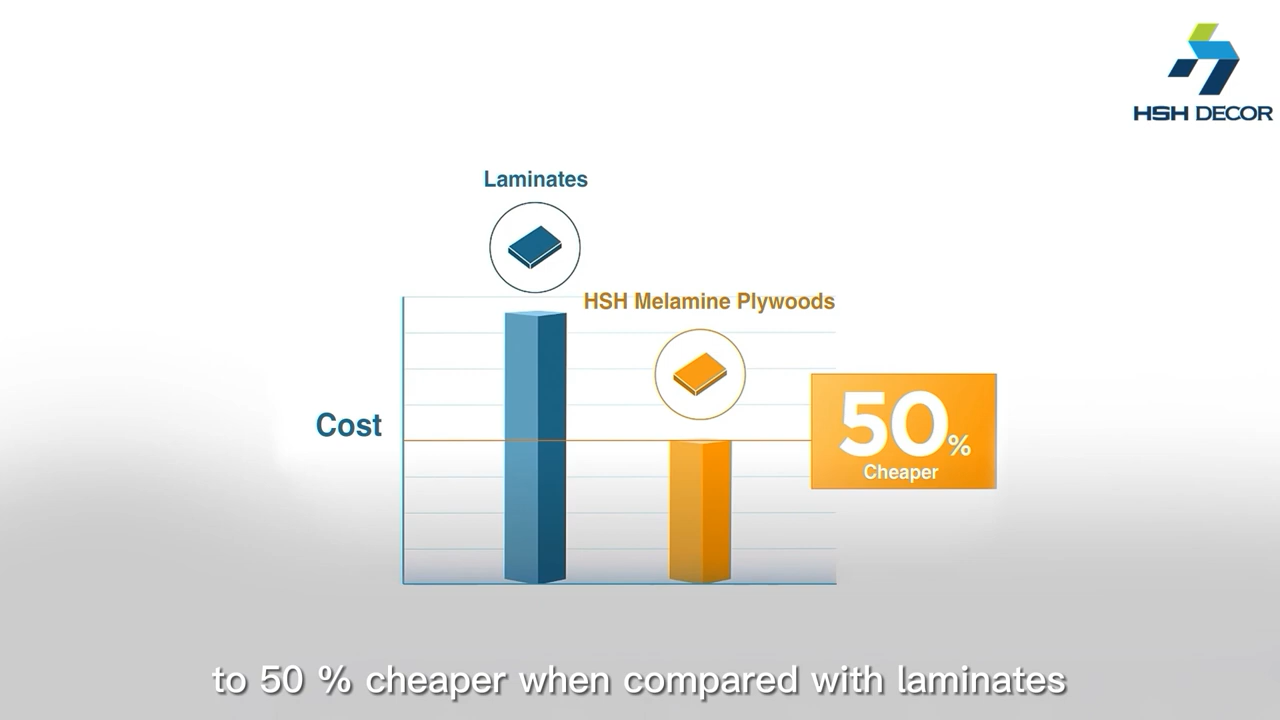 HSH DECOR
Laminates
HSH Melamine Plywoods
Cost
50%
Cheaper
to 50 % cheaper when compared with laminates